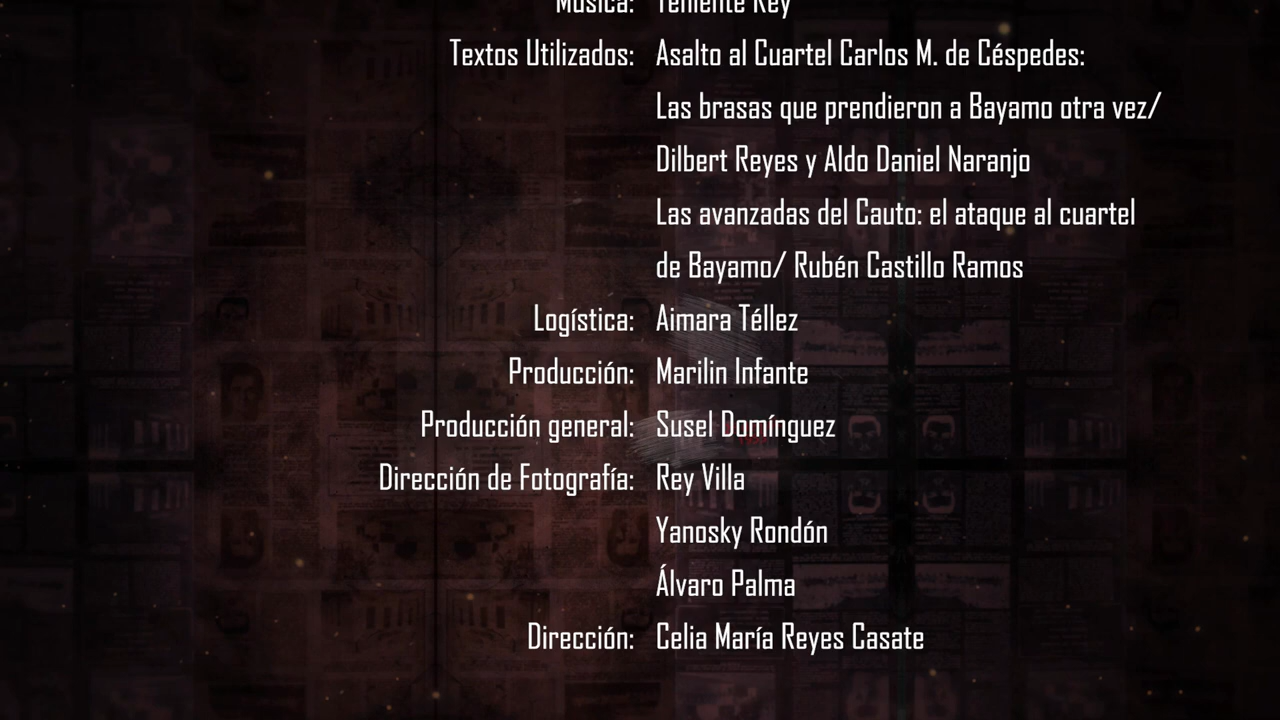 Música: Teniente Rey
Textos Utilizados: Asalto al Cuartel Carlos M. de Céspedes:
Las brasas que prendieron a Bayamo otra vez/
Dilbert Reyes y Aldo Daniel Naranjo
Las avanzadas del Cauto: el ataque al cuartel
de Bayamo/ Rubén Castillo Ramos
Logística: Aimara Téllez
Producción: Marilin Infante
Producción general: Susel Domínguez
Dirección de Fotografía: Rey Villa
Yanosky Rondón
Álvaro Palma
Dirección: Celia María Reyes Casate